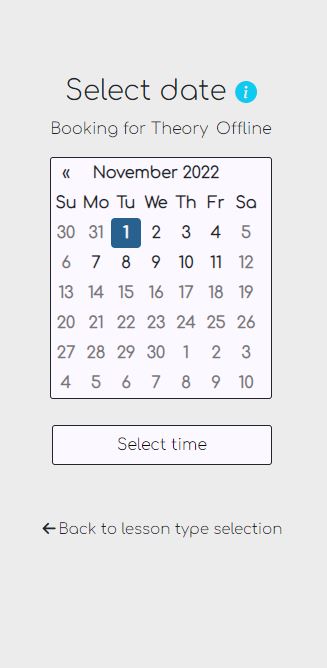 Select date i
Booking for Theory Offline
« November 2022
Su Mo Tu We Th Fr Sa
30 31 1 2 3 4 5
6 7 8 9 10 11 12
13 14 15 16 17 18 19
20 21 22 23 24 25 26
27 28 29 30 1 2 3
4 5 6 7 8 9 10
Select time
← Back to lesson type selection